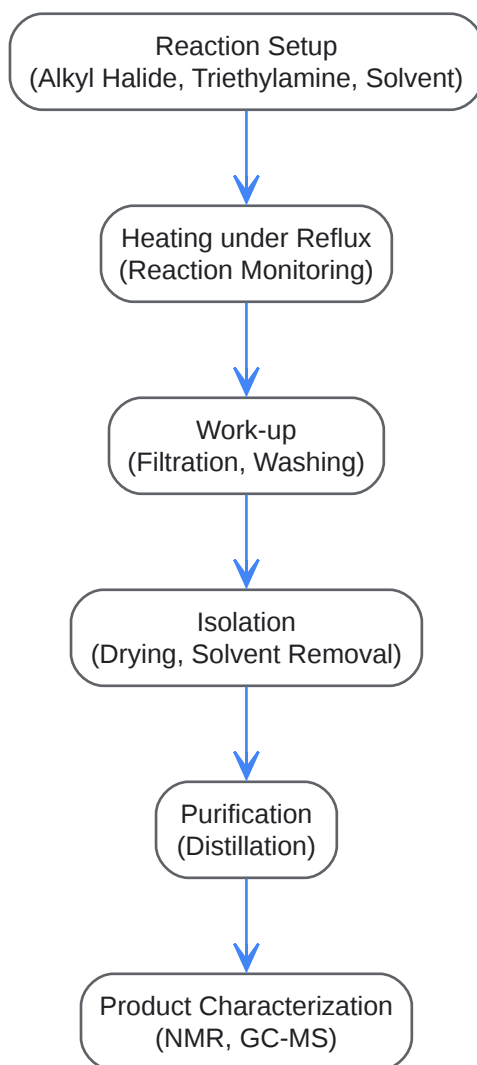 Reaction Setup
(Alkyl Halide, Triethylamine, Solvent)
Heating under Reflux
(Reaction Monitoring)
Work-up
(Filtration, Washing)
Isolation
(Drying, Solvent Removal)
Purification
(Distillation)
Product Characterization
(NMR, GC-MS)